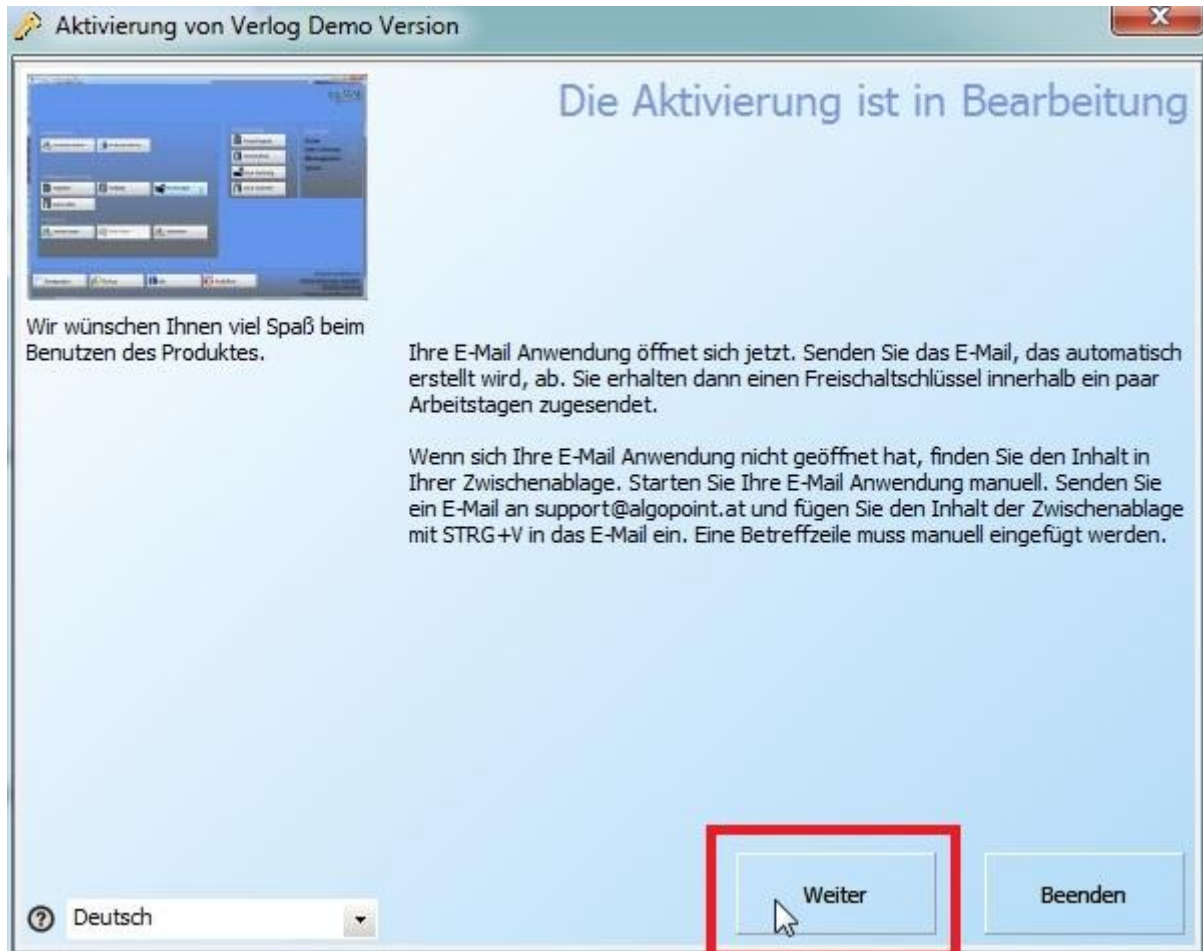 Aktivierung von Verlog Demo Version
Die Aktivierung ist in Bearbeitung
Wir wünschen Ihnen viel Spaß beim
Benutzen des Produktes.
Ihre E-Mail Anwendung öffnet sich jetzt. Senden Sie das E-Mail, das automatisch
erstellt wird, ab. Sie erhalten dann einen Freischaltschlüssel innerhalb ein paar
Arbeitstagen zugesendet.
Wenn sich Ihre E-Mail Anwendung nicht geöffnet hat, finden Sie den Inhalt in
Ihrer Zwischenablage. Starten Sie Ihre E-Mail Anwendung manuell. Senden Sie
ein E-Mail an support@algopoint.at und fügen Sie den Inhalt der Zwischenablage
mit STRG+V in das E-Mail ein. Eine Betreffzeile muss manuell eingefügt werden.
Weiter
Beenden
Deutsch